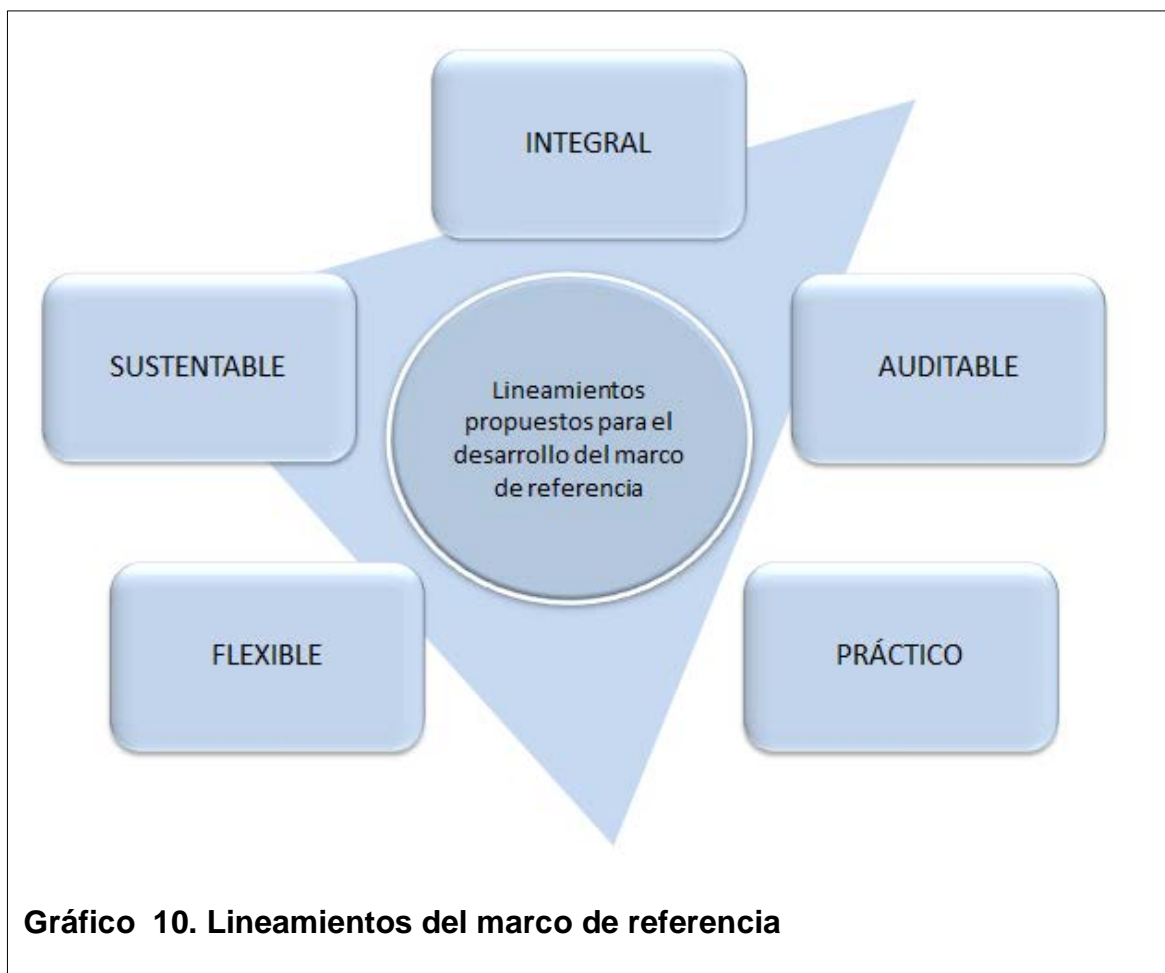 INTEGRAL
SUSTENTABLE
AUDITABLE
Lineamientos
propuestos para el
desarrollo del marco
de referencia
FLEXIBLE
PRÁCTICO
Gráfico 10. Lineamientos del marco de referencia